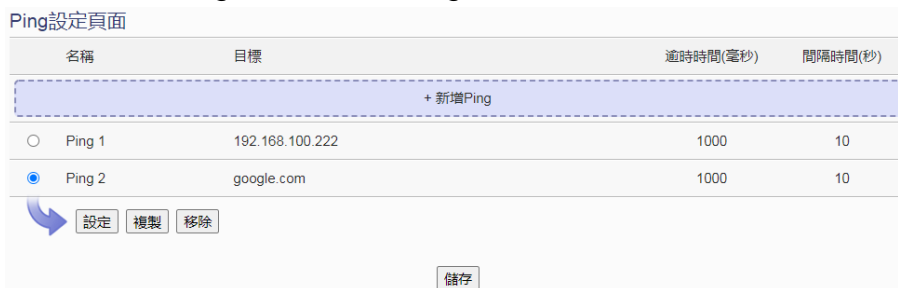 Ping設定頁面
名稱 目標 逾時時間(毫秒) 間隔時間(秒)
+ 新增Ping
Ping 1 192.168.100.222 1000 10
Ping 2 google.com 1000 10
設定 複製 移除
儲存